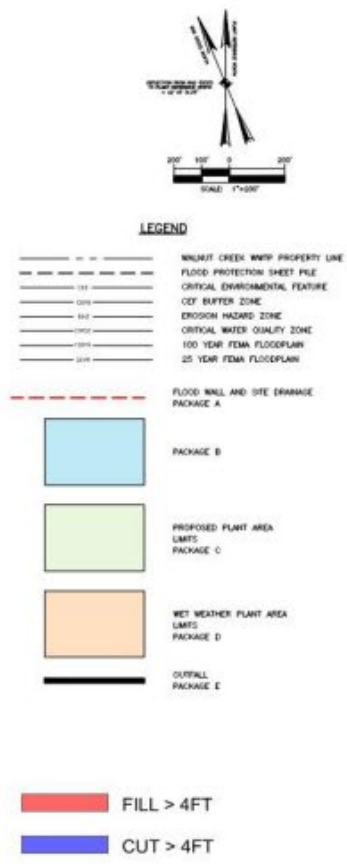 200' 100' 0 200'
SCALE 1"=200'
LEGEND
WALNUT CREEK WWTP PROPERTY LINE
FLOOD PROTECTION SHEET PILE
CEF CRITICAL ENVIRONMENTAL FEATURE
CEF BUFFER ZONE
EHZ EROSION HAZARD ZONE
CWQZ CRITICAL WATER QUALITY ZONE
100 YEAR FEMA FLOODPLAIN
25 YEAR FEMA FLOODPLAIN
FLOOD WALL AND SITE DRAINAGE
PACKAGE A
PACKAGE B
PROPOSED PLANT AREA
LIMITS
PACKAGE C
WET WEATHER PLANT AREA
LIMITS
PACKAGE D
OUTFALL
PACKAGE E
FILL > 4FT
CUT > 4FT